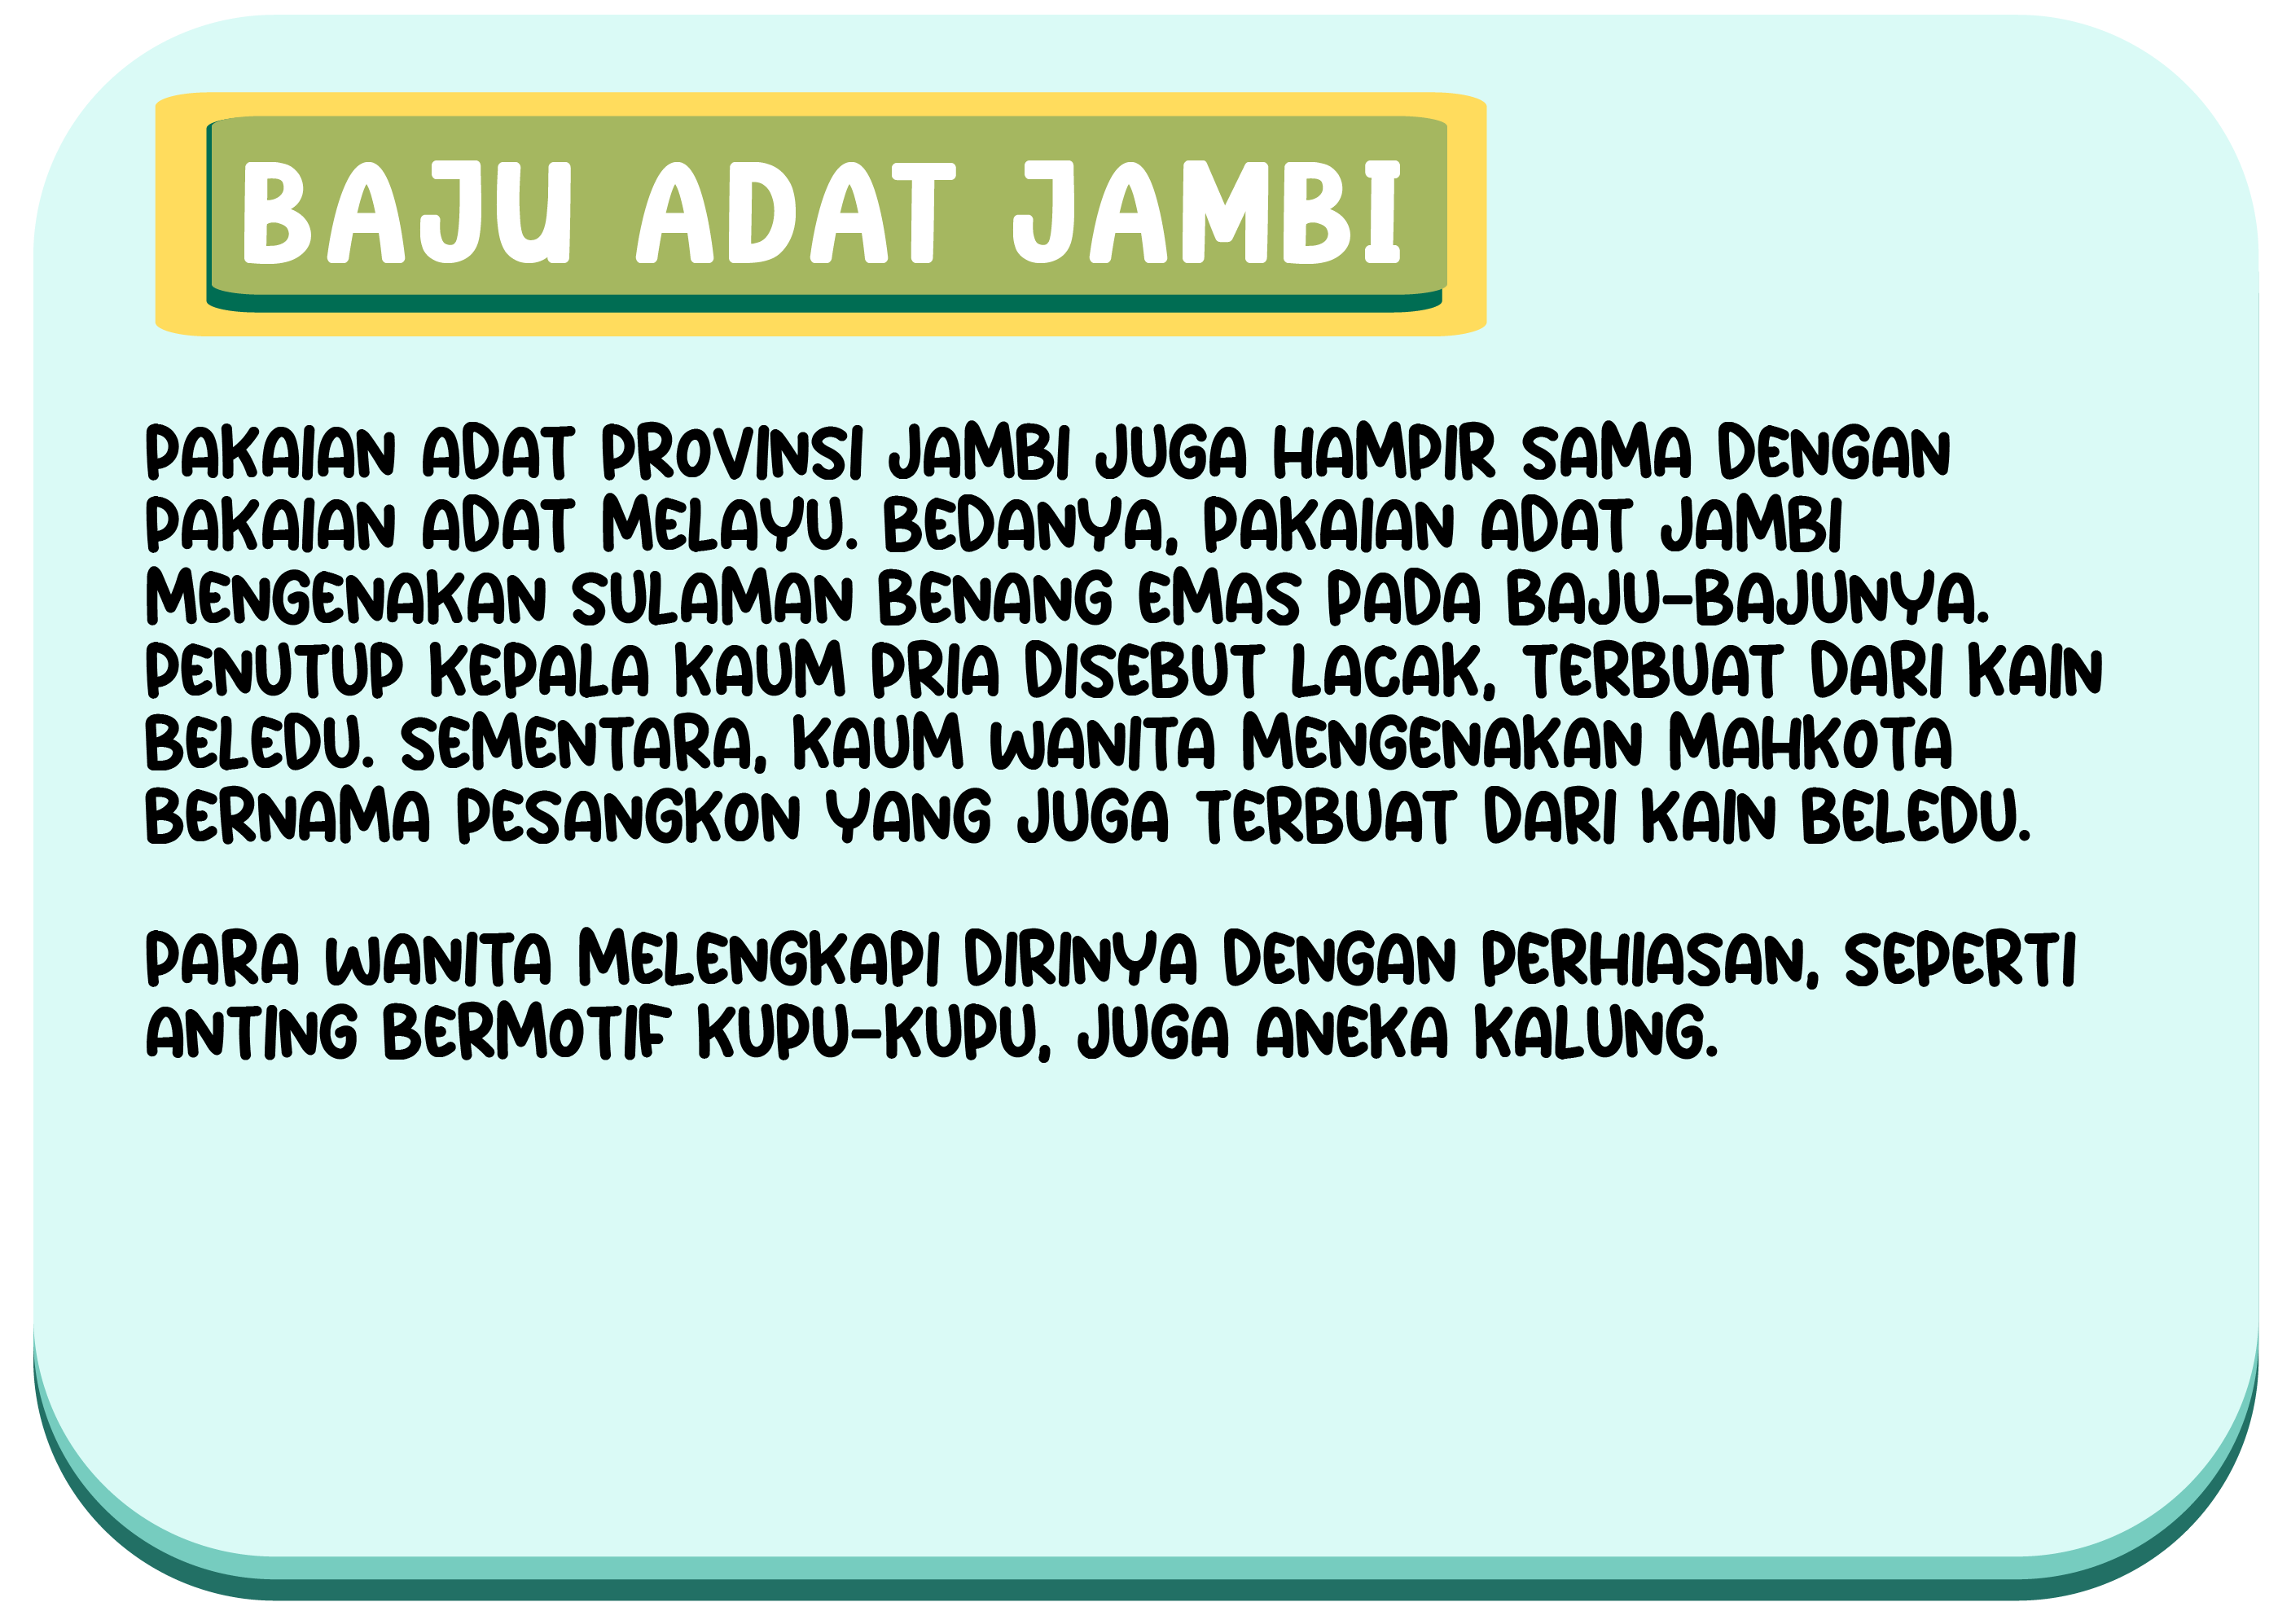 BAJU ADAT JAMBI
PAKAIAN ADAT PROVINSI JAMBI JUGA HAMPIR SAMA DENGAN
PAKAIAN ADAT MELAYU. BEDANYA, PAKAIAN ADAT JAMBI
MENGENAKAN SULAMAN BENANG EMAS PADA BAJU-BAJUNYA.
PENUTUP KEPALA KAUM PRIA DISEBUT LACAK, TERBUAT DARI KAIN
BELEDU. SEMENTARA, KAUM WANITA MENGENAKAN MAHKOTA
BERNAMA PESANGKON YANG JUGA TERBUAT DARI KAIN BELEDU.
PARA WANITA MELENGKAPI DIRINYA DENGAN PERHIASAN, SEPERTI
ANTING BERMOTIF KUPU-KUPU, JUGA ANEKA KALUNG.